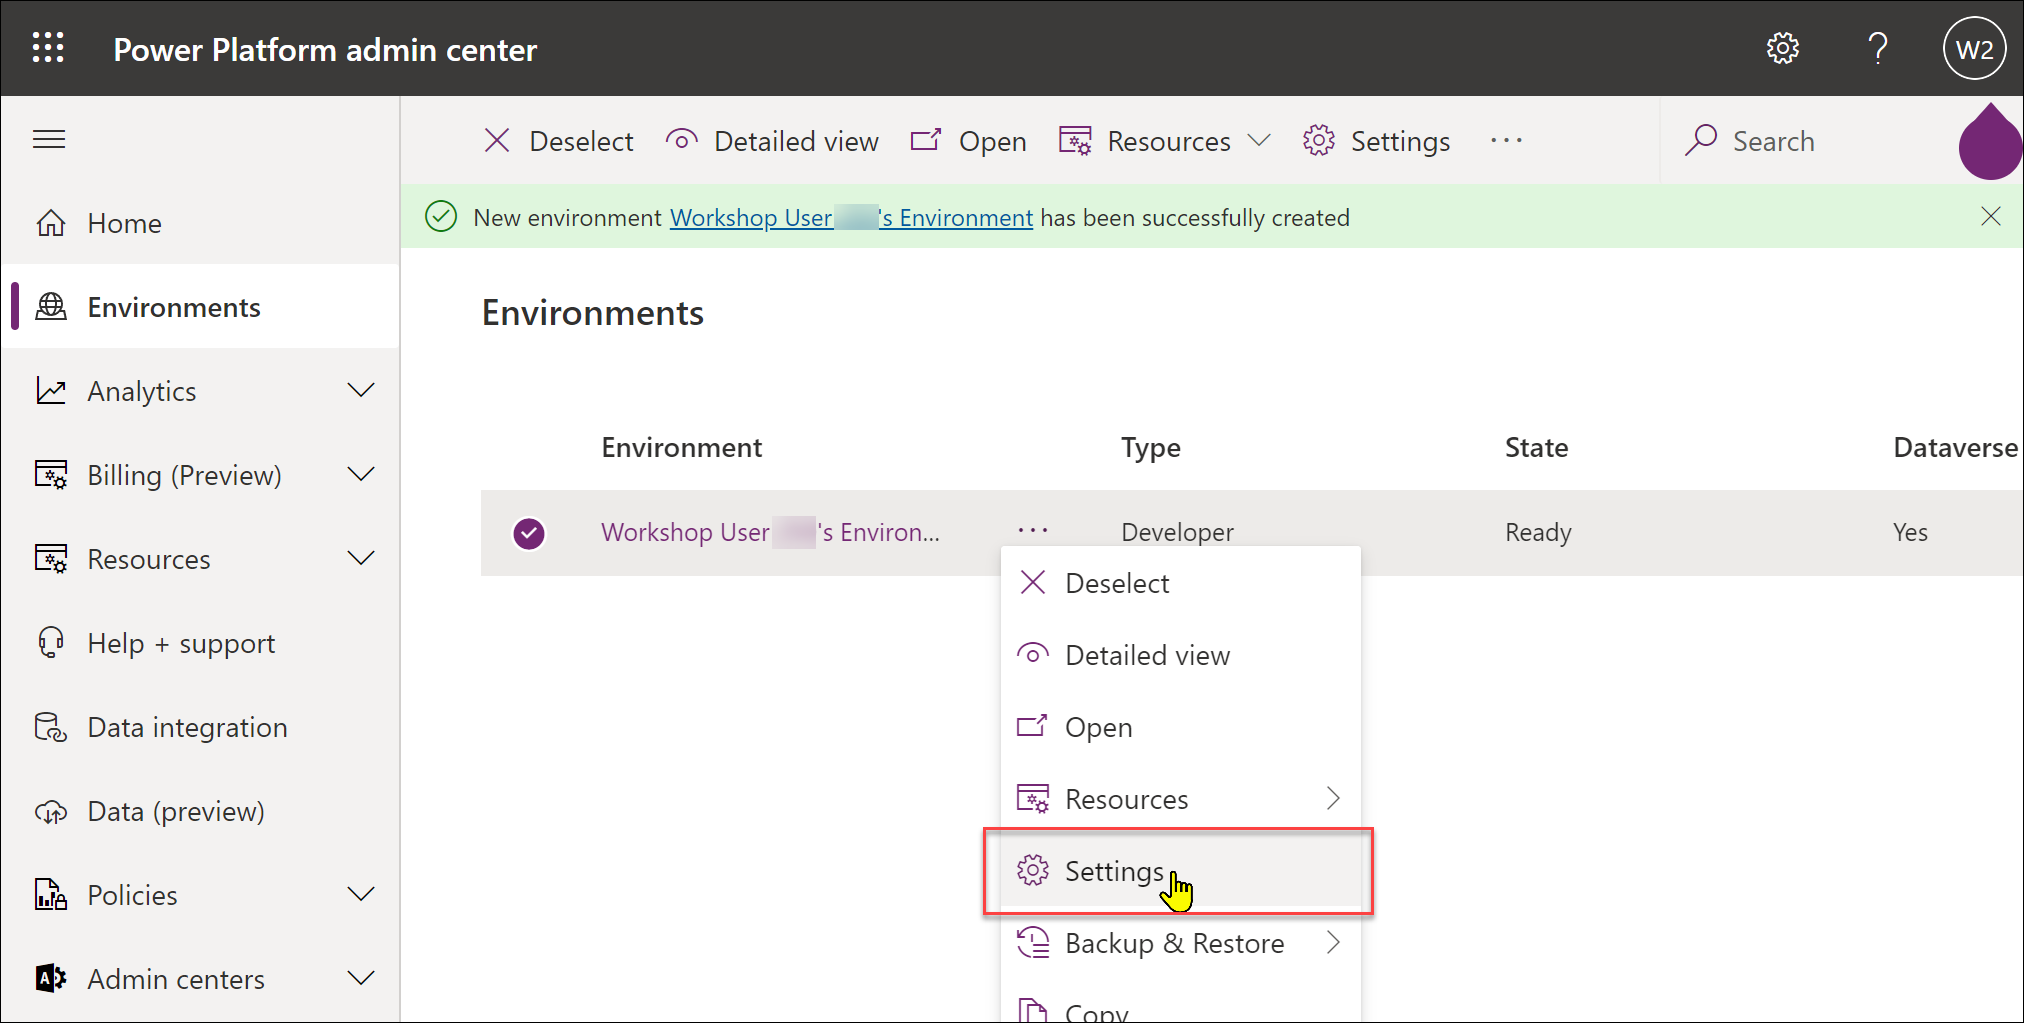 Power Platform admin center
W2
Deselect Detailed view Open Resources Settings ... Search
New environment Workshop User 's Environment has been successfully created
Home
Environments
Analytics
Billing (Preview)
Resources
Help + support
Data integration
Data (preview)
Policies
Admin centers
Environments
Environment Type State Dataverse
Workshop User 's Environ... ... Developer Ready Yes
Deselect
Detailed view
Open
Resources
Settings
Backup & Restore
Copy